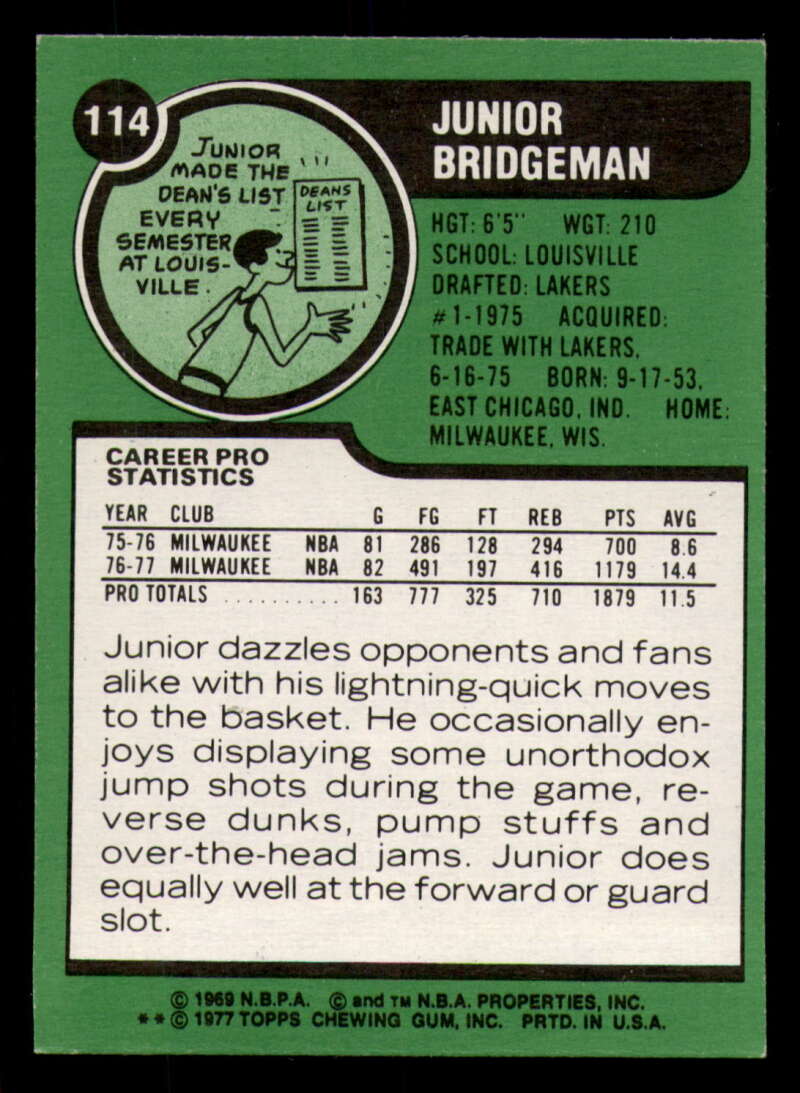 114
JUNIOR
BRIDGEMAN
JUNIOR
MADE THE
DEAN'S LIST
EVERY
SEMESTER
AT LOUIS-
VILLE.
DEANS
LIST
HGT: 6'5" WGT: 210
SCHOOL: LOUISVILLE
DRAFTED: LAKERS
#1-1975 ACQUIRED:
TRADE WITH LAKERS,
6-16-75 BORN: 9-17-53,
EAST CHICAGO, IND. HOME:
MILWAUKEE, WIS.
CAREER PRO
STATISTICS
YEAR CLUB G FG FT REB PTS AVG
75-76 MILWAUKEE NBA 81 286 128 294 700 8.6
76-77 MILWAUKEE NBA 82 491 197 416 1179 14.4
PRO TOTALS .......... 163 777 325 710 1879 11.5
Junior dazzles opponents and fans
alike with his lightning-quick moves
to the basket. He occasionally en-
joys displaying some unorthodox
jump shots during the game, re-
verse dunks, pump stuffs and
over-the-head jams. Junior does
equally well at the forward or guard
slot.
© 1969 N.B.P.A. © and TM N.B.A. PROPERTIES, INC.
** © 1977 TOPPS CHEWING GUM, INC. PRTD. IN U.S.A.